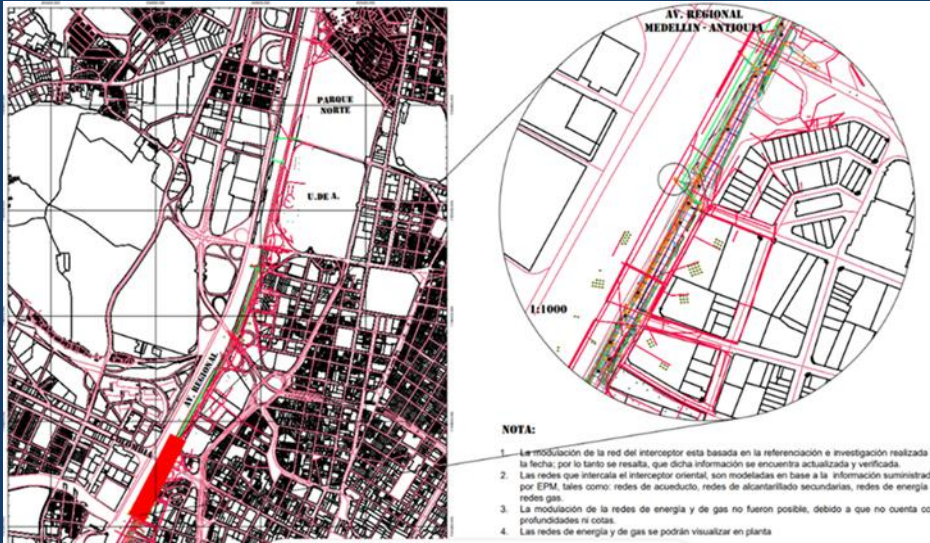 PARQUE
NORTE
U.DE A.
AV. REGIONAL
AV. REGIONAL
MEDELLIN - ANTIOQUIA
1:1000
NOTA:
1. La modulación de la red del interceptor esta basada en la referenciación e investigación realizada
la fecha; por lo tanto se resalta, que dicha información se encuentra actualizada y verificada.
2. Las redes que intercala el interceptor oriental, son modeladas en base a la información suministrad
por EPM, tales como: redes de acueducto, redes de alcantarillado secundarias, redes de energía
redes gas.
3. La modulación de la redes de energía y de gas no fueron posible, debido a que no cuenta co
profundidades ni cotas.
4. Las redes de energía y de gas se podrán visualizar en planta